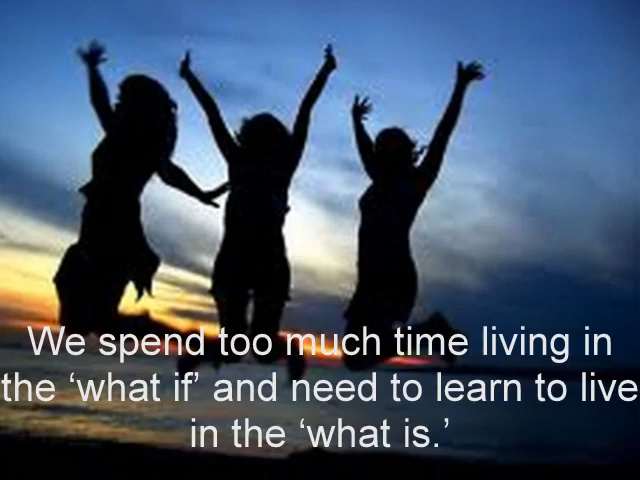 We spend too much time living in
the ‘what if’ and need to learn to live
in the ‘what is.’